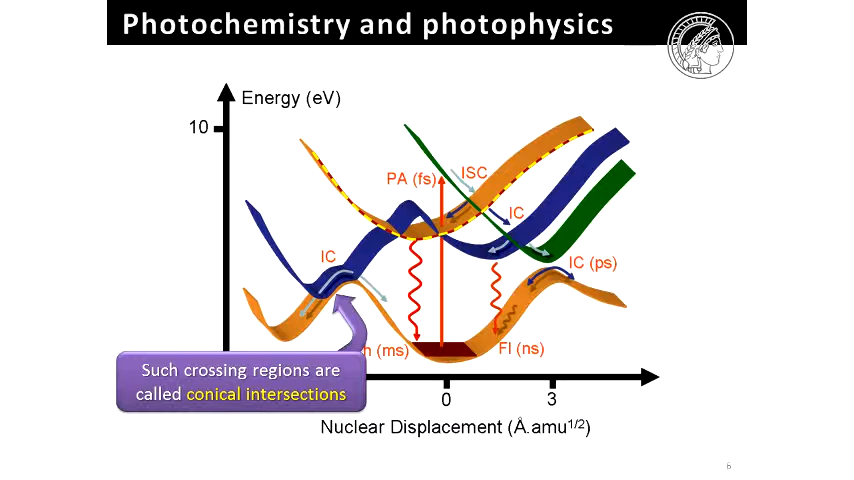 Photochemistry and photophysics
Energy (eV)
10
PA (fs)
ISC
IC
IC
IC (ps)
(ms)
Fl (ns)
Such crossing regions are
called conical intersections
0
3
Nuclear Displacement (Å.amu1/2)
6